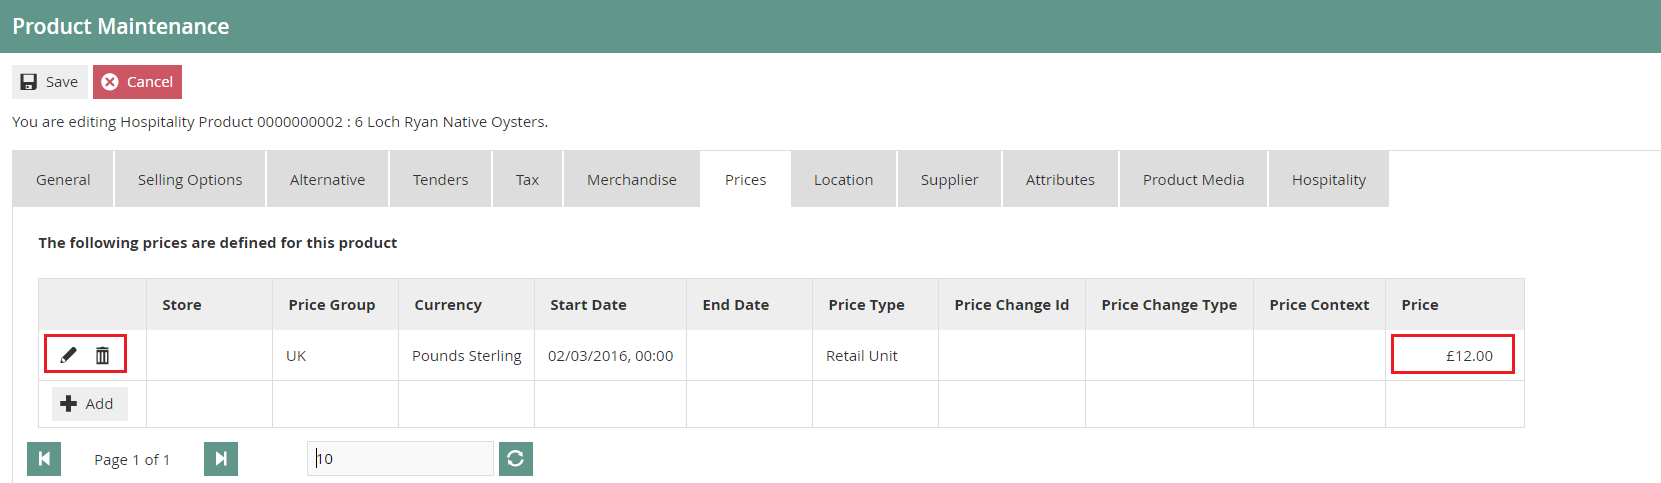 Product Maintenance
Save Cancel
You are editing Hospitality Product 0000000002 : 6 Loch Ryan Native Oysters.
General Selling Options Alternative Tenders Tax Merchandise Prices Location Supplier Attributes Product Media Hospitality
The following prices are defined for this product
Store Price Group Currency Start Date End Date Price Type Price Change Id Price Change Type Price Context Price
UK Pounds Sterling 02/03/2016, 00:00 Retail Unit £12.00
Add
Page 1 of 1 10